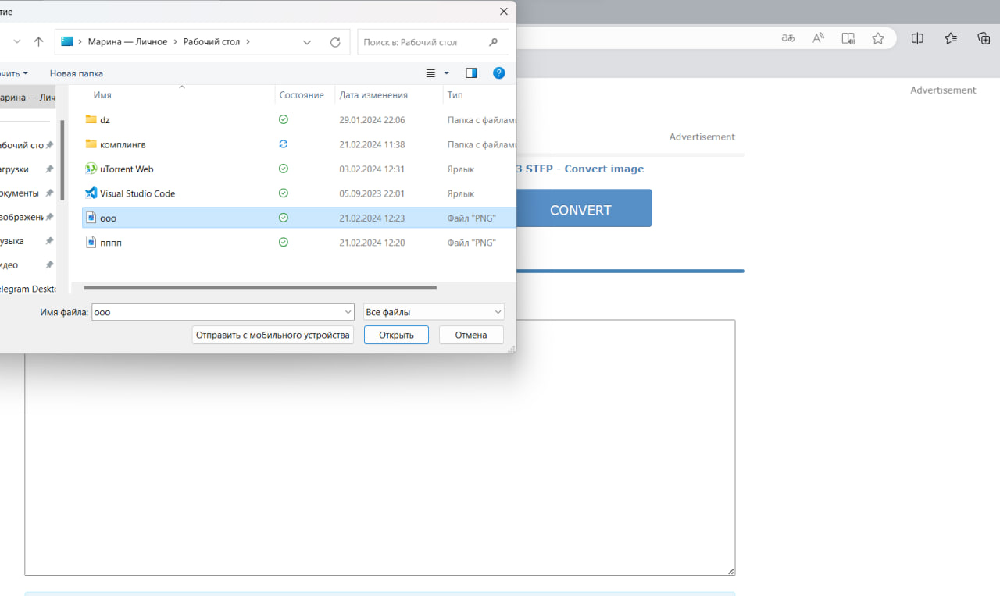 тие
Марина — Личное › Рабочий стол ›
Поиск в: Рабочий стол
Новая папка
Имя Состояние Дата изменения Тип
dz 29.01.2024 22:06 Папка с файлами
комплингв 21.02.2024 11:38 Папка с файлами
uTorrent Web 03.02.2024 12:31 Ярлык
Visual Studio Code 05.09.2023 22:01 Ярлык
ооо 21.02.2024 12:23 Файл "PNG"
пппп 21.02.2024 12:20 Файл "PNG"
чить
арина — Лич
абочий сто
агрузки
окументы
зображени
узыка
идео
elegram Deskto
Имя файла: ооо Все файлы
Отправить с мобильного устройства Открыть Отмена
Advertisement
Advertisement
3 STEP - Convert image
CONVERT